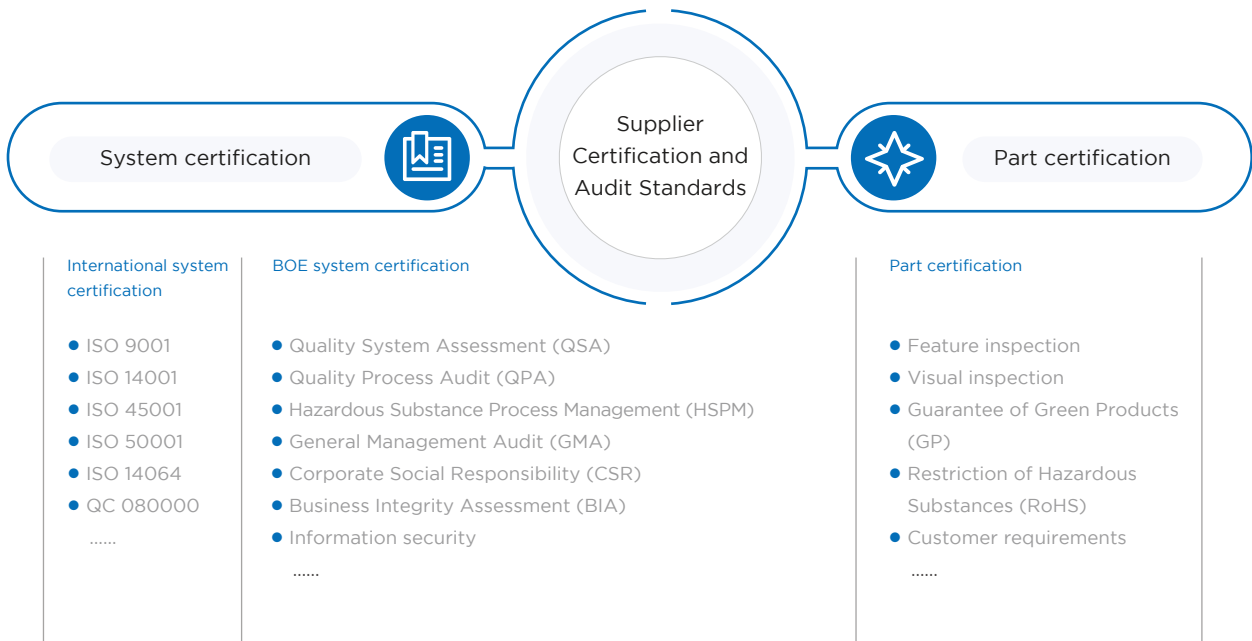 System certification
Supplier
Certification and
Audit Standards
Part certification
International system
certification
ISO 9001
ISO 14001
ISO 45001
ISO 50001
ISO 14064
QC 080000
......
BOE system certification
Quality System Assessment (QSA)
Quality Process Audit (QPA)
Hazardous Substance Process Management (HSPM)
General Management Audit (GMA)
Corporate Social Responsibility (CSR)
Business Integrity Assessment (BIA)
Information security
......
Part certification
Feature inspection
Visual inspection
Guarantee of Green Products
(GP)
Restriction of Hazardous
Substances (RoHS)
Customer requirements
......